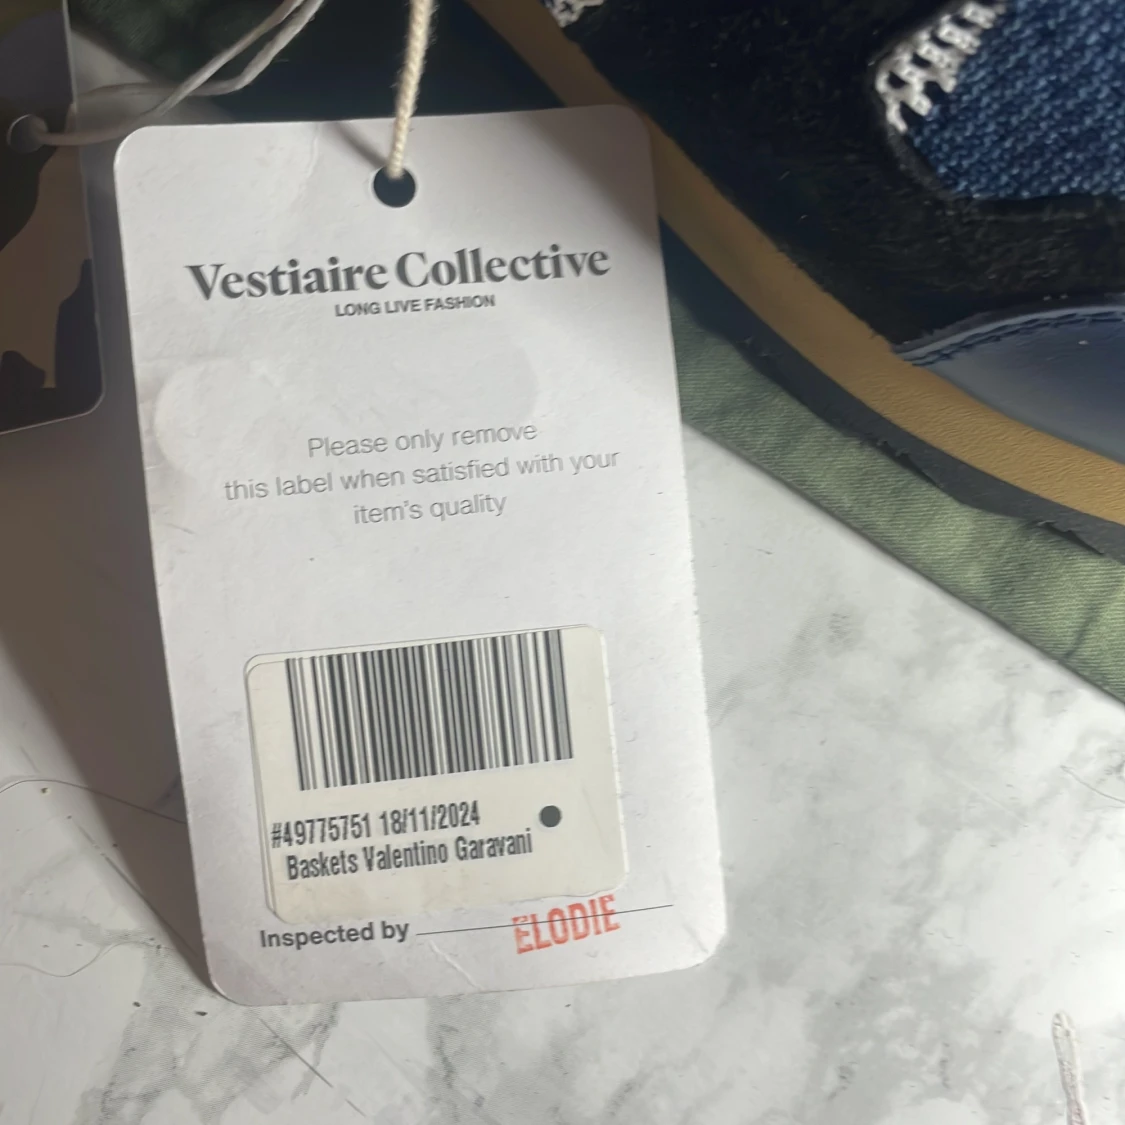 Vestiaire Collective
LONG LIVE FASHION
Please only remove
this label when satisfied with your
item's quality
#49775751 18/11/2024
Baskets Valentino Garavani
Inspected by ELODIE